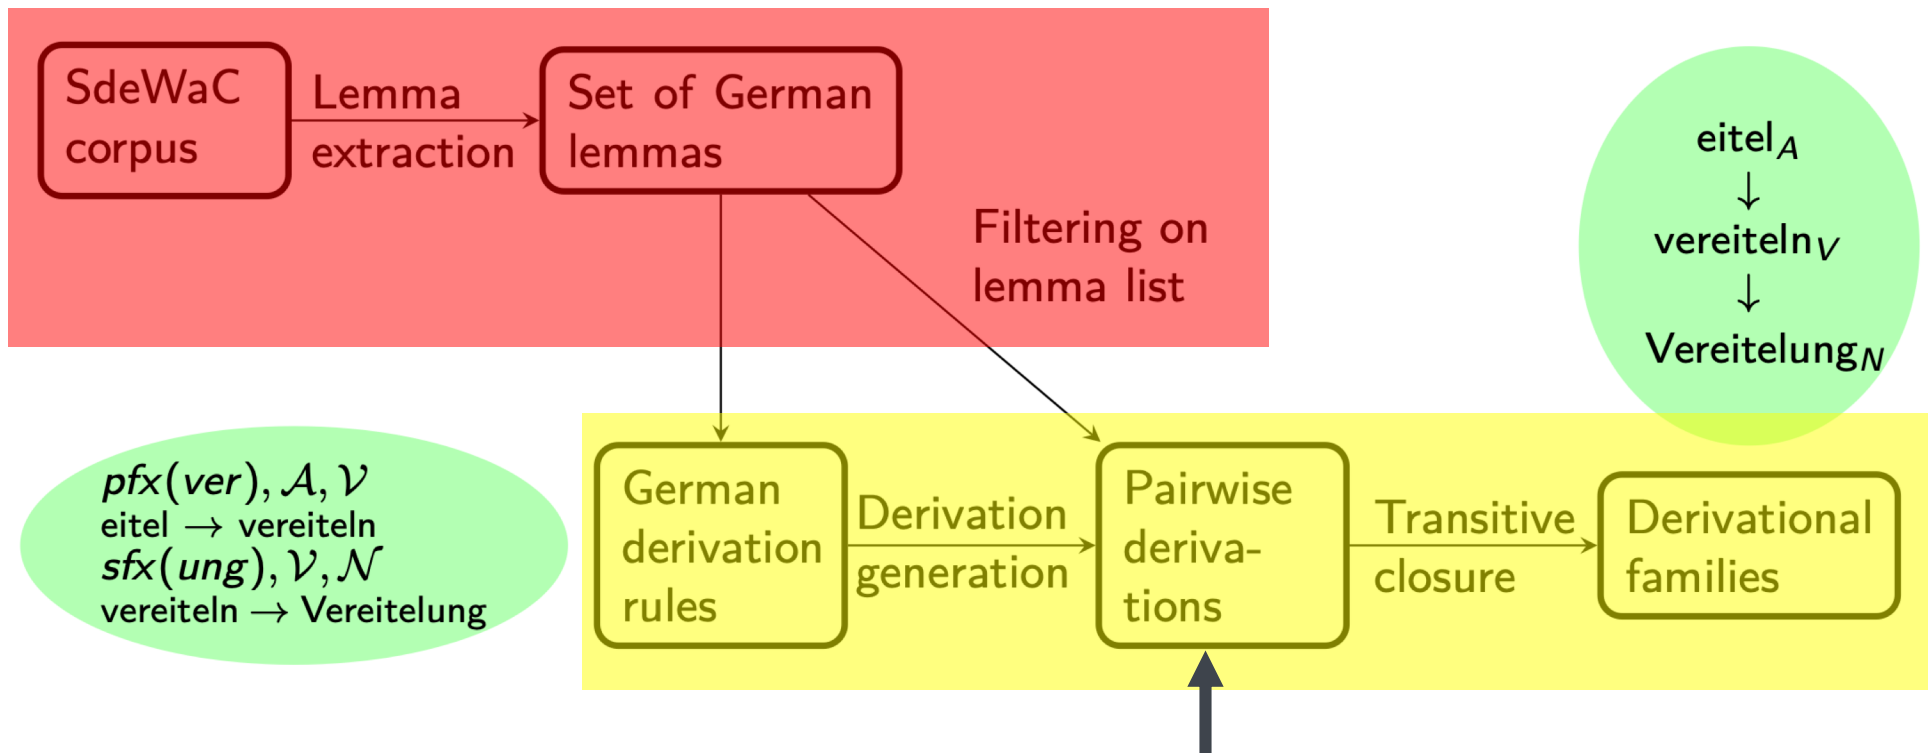 SdeWaC
corpus
Lemma
extraction
Set of German
lemmas
Filtering on
lemma list
eitel_A
↓
vereiteln_V
↓
Vereitelung_N
pfx(ver), 𝒜, 𝒱
eitel → vereiteln
sfx(ung), 𝒱, 𝒩
vereiteln → Vereitelung
German
derivation
rules
Derivation
generation
Pairwise
deriva-
tions
Transitive
closure
Derivational
families